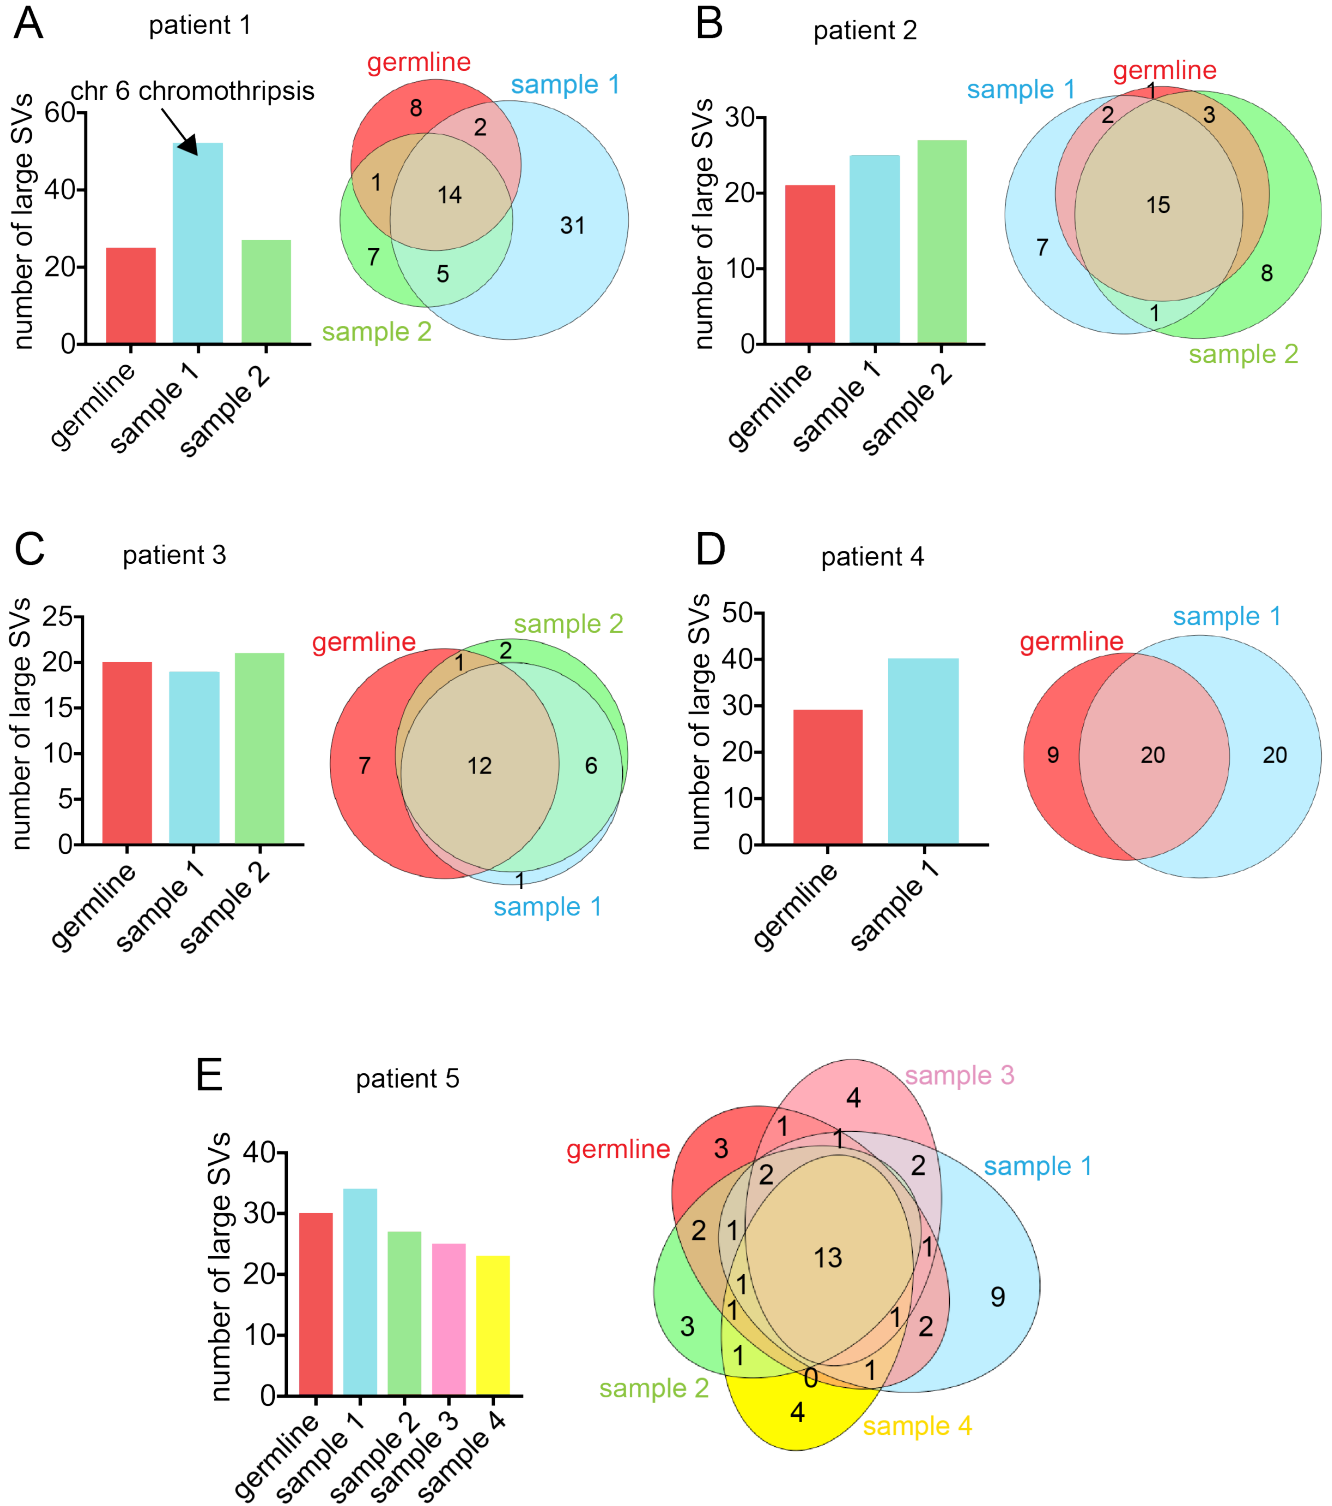 A
patient 1
chr 6 chromothripsis
number of large SVs
60
40
20
0
germline
sample 1
sample 2
germline
sample 1
8
2
1
14
31
7
5
sample 2
B
patient 2
number of large SVs
30
20
10
0
germline
sample 1
sample 2
germline
sample 1
1
2
3
15
7
8
1
sample 2
C
patient 3
number of large SVs
25
20
15
10
5
0
germline
sample 1
sample 2
sample 2
germline
2
1
7
12
6
1
sample 1
D
patient 4
number of large SVs
50
40
30
20
10
0
germline
sample 1
sample 1
germline
9
20
20
E
patient 5
number of large SVs
40
30
20
10
0
germline
sample 1
sample 2
sample 3
sample 4
sample 3
4
germline
3
1
1
2
2
sample 1
2
1
13
1
9
1
1
3
1
2
1
0
1
sample 2
4
sample 4